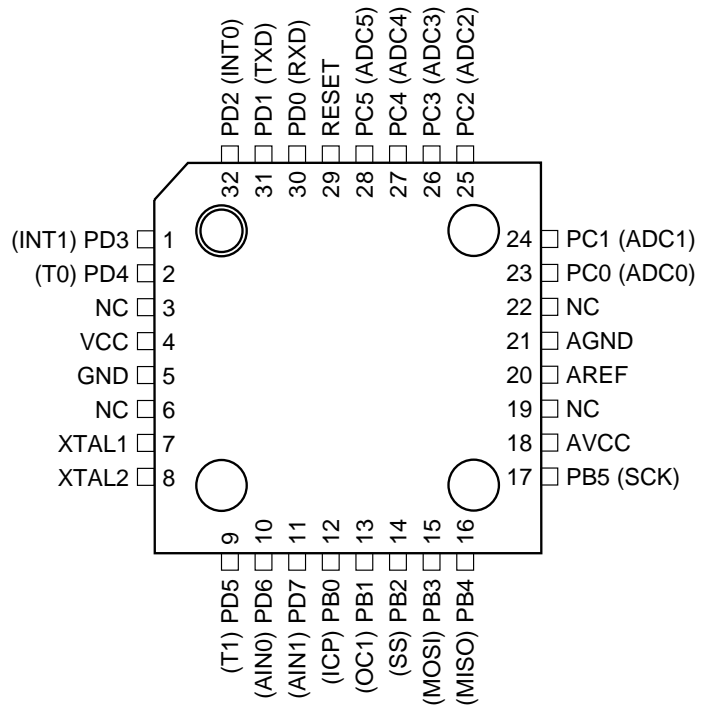 PD2 (INT0)
PD1 (TXD)
PD0 (RXD)
RESET
PC5 (ADC5)
PC4 (ADC4)
PC3 (ADC3)
PC2 (ADC2)
32
31
30
29
28
27
26
25
(INT1) PD3 1
(T0) PD4 2
NC 3
VCC 4
GND 5
NC 6
XTAL1 7
XTAL2 8
24 PC1 (ADC1)
23 PC0 (ADC0)
22 NC
21 AGND
20 AREF
19 NC
18 AVCC
17 PB5 (SCK)
9
10
11
12
13
14
15
16
(T1) PD5
(AIN0) PD6
(AIN1) PD7
(ICP) PB0
(OC1) PB1
(SS) PB2
(MOSI) PB3
(MISO) PB4